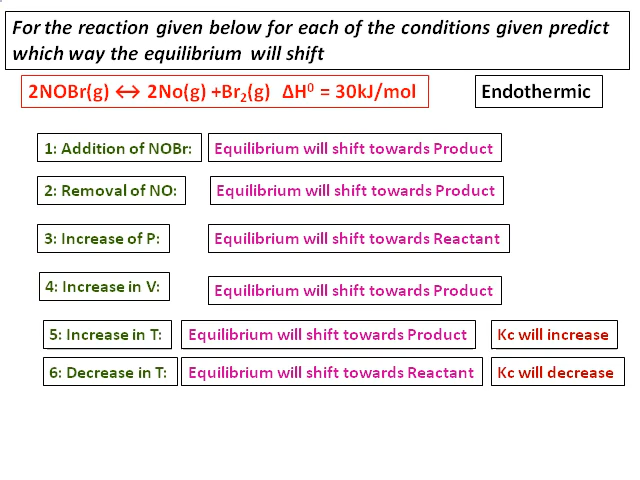 For the reaction given below for each of the conditions given predict
which way the equilibrium will shift
2NOBr(g) ↔ 2No(g) +Br₂(g) ΔH⁰ = 30kJ/mol Endothermic
1: Addition of NOBr: Equilibrium will shift towards Product
2: Removal of NO: Equilibrium will shift towards Product
3: Increase of P: Equilibrium will shift towards Reactant
4: Increase in V: Equilibrium will shift towards Product
5: Increase in T: Equilibrium will shift towards Product Kc will increase
6: Decrease in T: Equilibrium will shift towards Reactant Kc will decrease